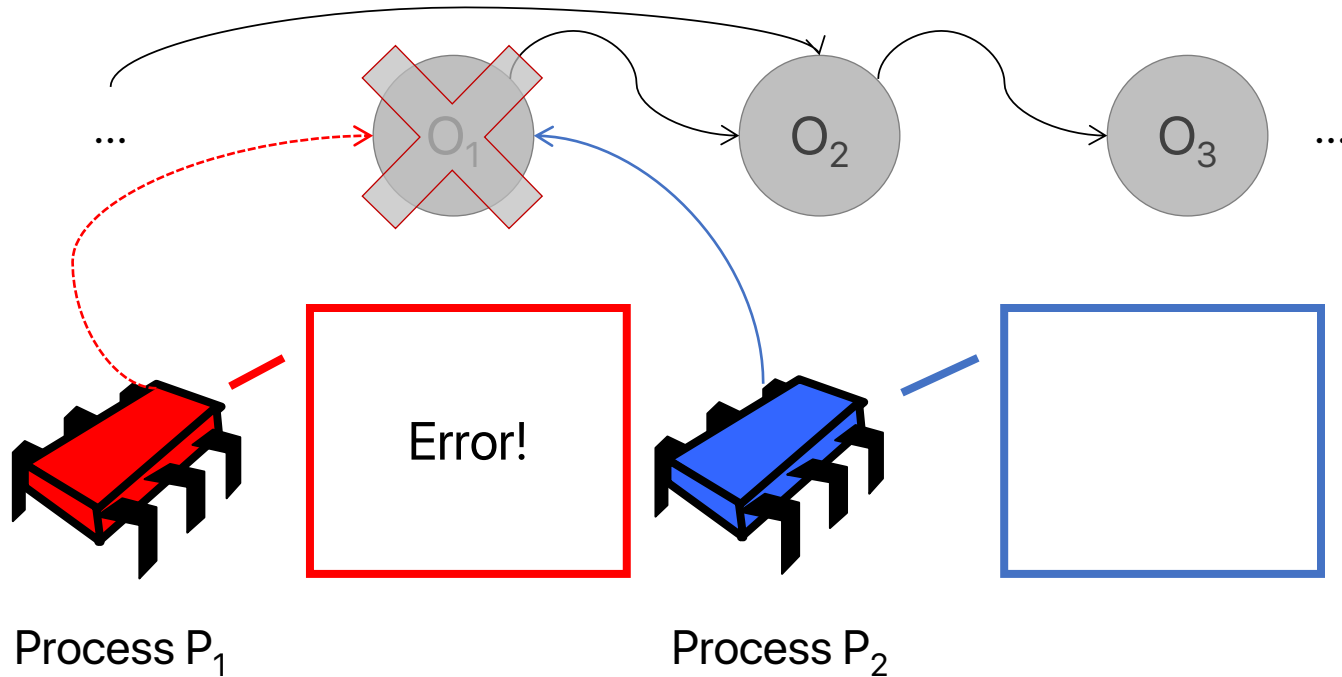 ... O₁ O₂ O₃ ...
Error!
Process P₁ Process P₂